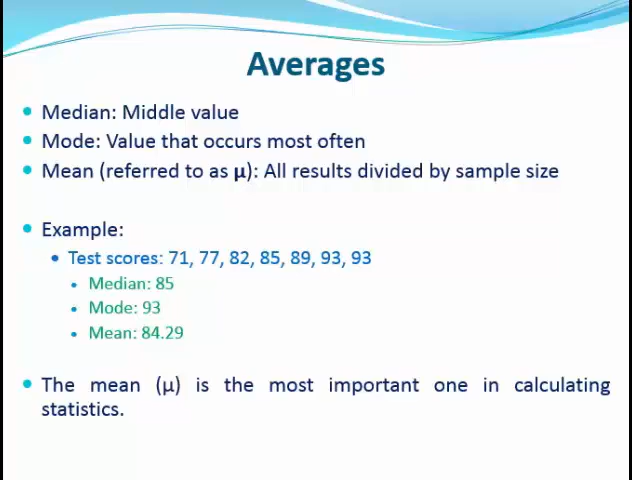 Averages
• Median: Middle value
• Mode: Value that occurs most often
• Mean (referred to as μ): All results divided by sample size
• Example:
• Test scores: 71, 77, 82, 85, 89, 93, 93
• Median: 85
• Mode: 93
• Mean: 84.29
• The mean (μ) is the most important one in calculating
statistics.